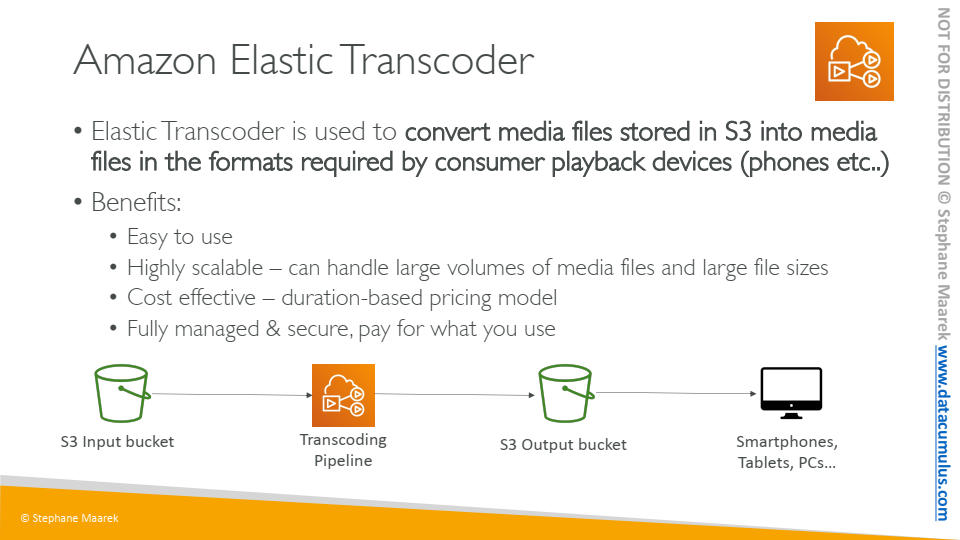 Amazon Elastic Transcoder
• Elastic Transcoder is used to convert media files stored in S3 into media
files in the formats required by consumer playback devices (phones etc..)
• Benefits:
• Easy to use
• Highly scalable – can handle large volumes of media files and large file sizes
• Cost effective – duration-based pricing model
• Fully managed & secure, pay for what you use
S3 Input bucket
Transcoding
Pipeline
S3 Output bucket
Smartphones,
Tablets, PCs...
© Stephane Maarek
NOT FOR DISTRIBUTION © Stephane Maarek www.datacumulus.com